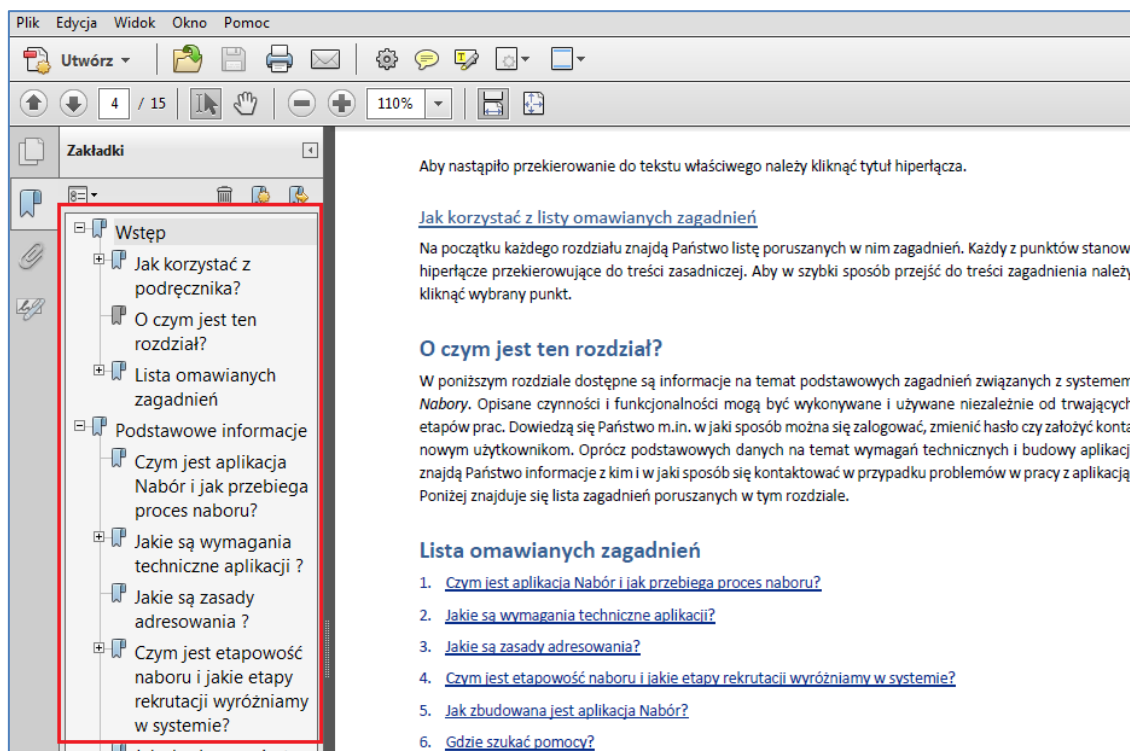 Plik Edycja Widok Okno Pomoc
Utwórz
4 / 15 110%
Zakładki
Wstęp
Jak korzystać z
podręcznika?
O czym jest ten
rozdział?
Lista omawianych
zagadnień
Podstawowe informacje
Czym jest aplikacja
Nabór i jak przebiega
proces naboru?
Jakie są wymagania
techniczne aplikacji ?
Jakie są zasady
adresowania ?
Czym jest etapowość
naboru i jakie etapy
rekrutacji wyróżniamy
w systemie?
Aby nastąpiło przekierowanie do tekstu właściwego należy kliknąć tytuł hiperłącza.
Jak korzystać z listy omawianych zagadnień
Na początku każdego rozdziału znajdą Państwo listę poruszanych w nim zagadnień. Każdy z punktów stanow
hiperłącze przekierowujące do treści zasadniczej. Aby w szybki sposób przejść do treści zagadnienia należy
kliknąć wybrany punkt.
O czym jest ten rozdział?
W poniższym rozdziale dostępne są informacje na temat podstawowych zagadnień związanych z systemem
Nabory. Opisane czynności i funkcjonalności mogą być wykonywane i używane niezależnie od trwających
etapów prac. Dowiedzą się Państwo m.in. w jaki sposób można się zalogować, zmienić hasło czy założyć konta
nowym użytkownikom. Oprócz podstawowych danych na temat wymagań technicznych i budowy aplikacj
znajdą Państwo informacje z kim i w jaki sposób się kontaktować w przypadku problemów w pracy z aplikacją
Poniżej znajduje się lista zagadnień poruszanych w tym rozdziale.
Lista omawianych zagadnień
1. Czym jest aplikacja Nabór i jak przebiega proces naboru?
2. Jakie są wymagania techniczne aplikacji?
3. Jakie są zasady adresowania?
4. Czym jest etapowość naboru i jakie etapy rekrutacji wyróżniamy w systemie?
5. Jak zbudowana jest aplikacja Nabór?
6. Gdzie szukać pomocy?